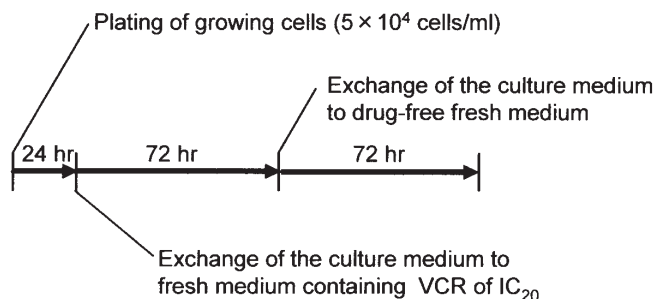 Plating of growing cells (5 × 10⁴ cells/ml)
Exchange of the culture medium
to drug-free fresh medium
24 hr
72 hr
72 hr
Exchange of the culture medium to
fresh medium containing VCR of IC₂₀